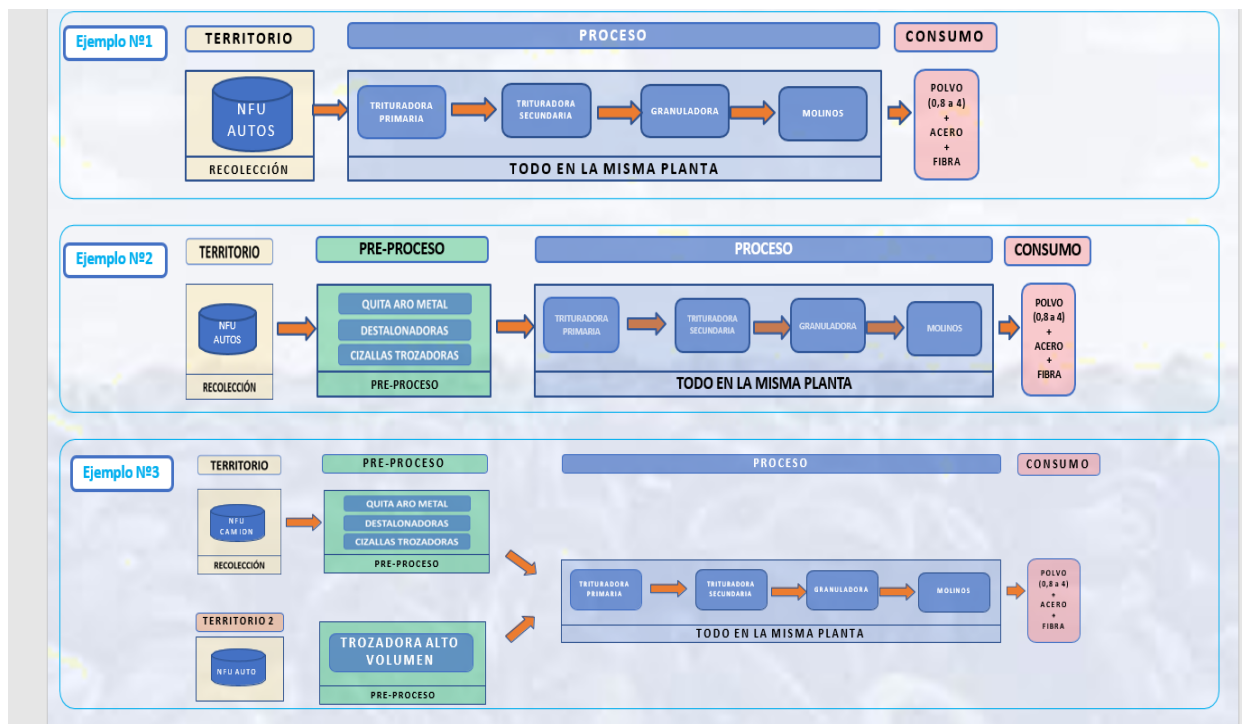 Ejemplo Nº1
TERRITORIO
PROCESO
CONSUMO
NFU
AUTOS
RECOLECCIÓN
TRITURADORA
PRIMARIA
TRITURADORA
SECUNDARIA
GRANULADORA
MOLINOS
TODO EN LA MISMA PLANTA
POLVO
(0,8 a 4)
+
ACERO
+
FIBRA
Ejemplo Nº2
TERRITORIO
PRE-PROCESO
PROCESO
CONSUMO
NFU
AUTOS
RECOLECCIÓN
QUITA ARO METAL
DESTALONADORAS
CIZALLAS TROZADORAS
PRE-PROCESO
TRITURADORA
PRIMARIA
TRITURADORA
SECUNDARIA
GRANULADORA
MOLINOS
TODO EN LA MISMA PLANTA
POLVO
(0,8 a 4)
+
ACERO
+
FIBRA
Ejemplo Nº3
TERRITORIO
PRE-PROCESO
PROCESO
CONSUMO
NFU
CAMION
RECOLECCIÓN
QUITA ARO METAL
DESTALONADORAS
CIZALLAS TROZADORAS
PRE-PROCESO
TERRITORIO 2
NFU AUTO
TROZADORA ALTO
VOLUMEN
PRE-PROCESO
TRITURADORA
PRIMARIA
TRITURADORA
SECUNDARIA
GRANULADORA
MOLINOS
TODO EN LA MISMA PLANTA
POLVO
(0,8 a 4)
+
ACERO
+
FIBRA